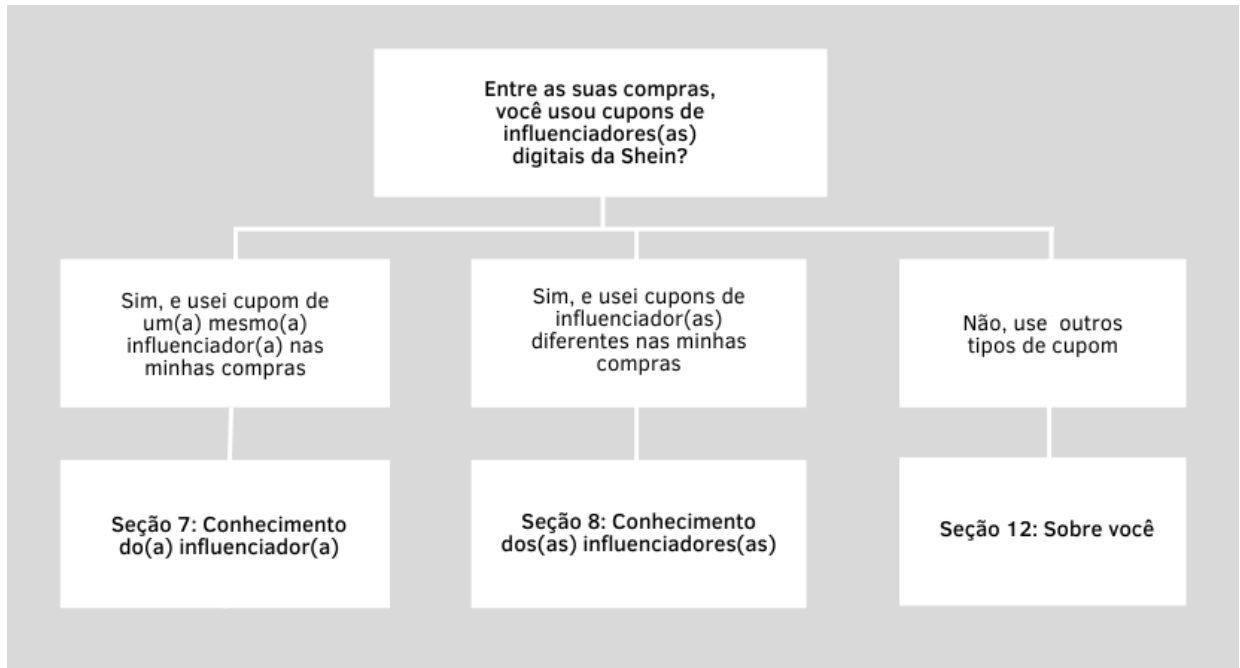 Entre as suas compras,
você usou cupons de
influenciadores(as)
digitais da Shein?
Sim, e usei cupom de
um(a) mesmo(a)
influenciador(a) nas
minhas compras
Sim, e usei cupons de
influenciador(as)
diferentes nas minhas
compras
Não, use  outros
tipos de cupom
Seção 7: Conhecimento
do(a) influenciador(a)
Seção 8: Conhecimento
dos(as) influenciadores(as)
Seção 12: Sobre você